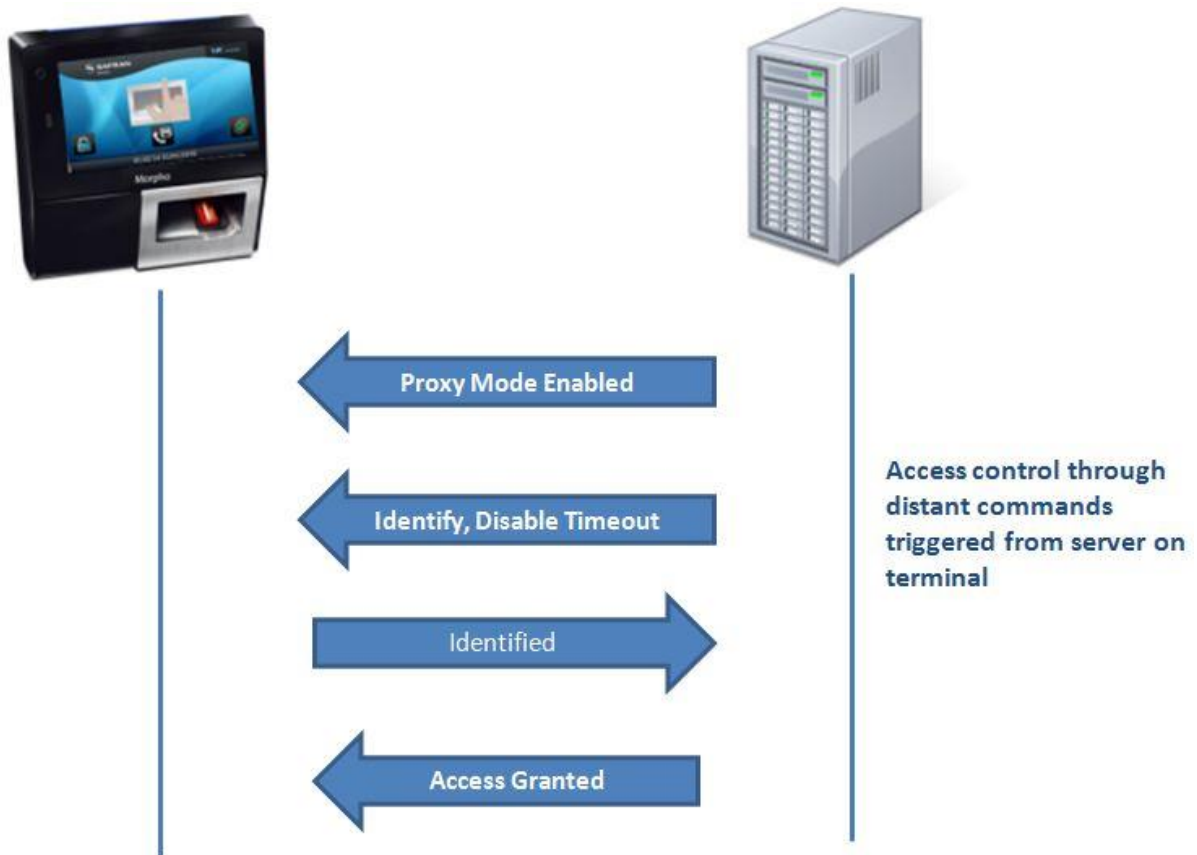 SAFRAN
Morpho
Proxy Mode Enabled
Identify, Disable Timeout
Access control through
distant commands
triggered from server on
terminal
Identified
Access Granted